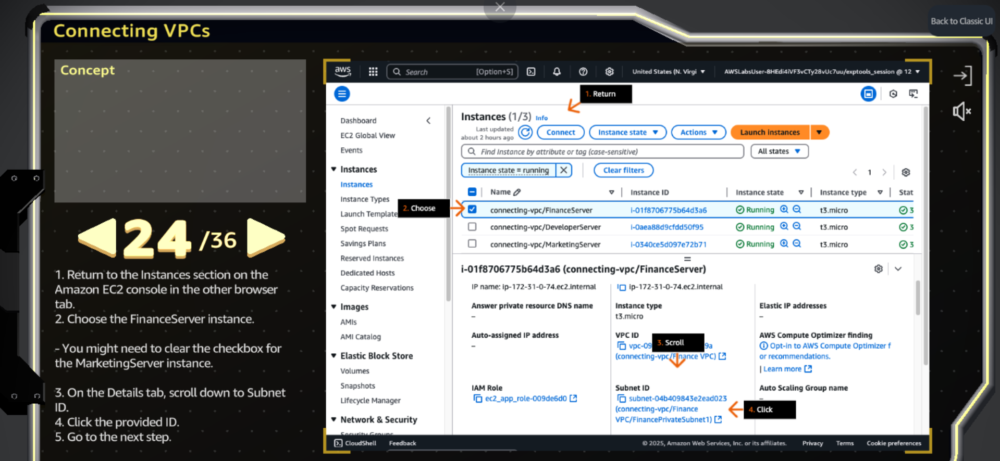 Back to Classic UI
Connecting VPCs
Concept
24 /36
1. Return to the Instances section on the
Amazon EC2 console in the other browser
tab.
2. Choose the FinanceServer instance.
- You might need to clear the checkbox for
the MarketingServer instance.
3. On the Details tab, scroll down to Subnet
ID.
4. Click the provided ID.
5. Go to the next step.
aws
Search [Option+S]
United States (N. Virgi
AWSLabsUser-8HEdi4iVF3vCTy28vUc7uu/exptools_session @ 12
1. Return
Dashboard
EC2 Global View
Events
Instances
Instances
Instance Types
Launch Template
Spot Requests
Savings Plans
Reserved Instances
Dedicated Hosts
Capacity Reservations
Images
AMIs
AMI Catalog
Elastic Block Store
Volumes
Snapshots
Lifecycle Manager
Network & Security
Security Groups
Instances (1/3) Info
Last updated
about 2 hours ago
Connect
Instance state
Actions
Launch instances
Find Instance by attribute or tag (case-sensitive)
All states
Instance state = running
Clear filters
1
Name Instance ID Instance state Instance type Stat
2. Choose
connecting-vpc/FinanceServer i-01f8706775b64d3a6 Running t3.micro 3
connecting-vpc/DeveloperServer i-0aea88d9cfdd50f95 Running t3.micro 3
connecting-vpc/MarketingServer i-0340ce5d097e72b71 Running t3.micro 3
i-01f8706775b64d3a6 (connecting-vpc/FinanceServer)
IP name: ip-172-31-0-74.ec2.internal
ip-172-31-0-74.ec2.internal
Answer private resource DNS name
–
Instance type
t3.micro
Elastic IP addresses
–
Auto-assigned IP address
–
VPC ID
vpc-09 9a
(connecting-vpc/Finance VPC)
3. Scroll
AWS Compute Optimizer finding
Opt-in to AWS Compute Optimizer f
or recommendations.
| Learn more
IAM Role
ec2_app_role-009de6d0
Subnet ID
subnet-04b409843e2ead023
(connecting-vpc/Finance
VPC/FinancePrivateSubnet1)
4. Click
Auto Scaling Group name
–
CloudShell Feedback
© 2025, Amazon Web Services, Inc. or its affiliates. Privacy Terms Cookie preferences